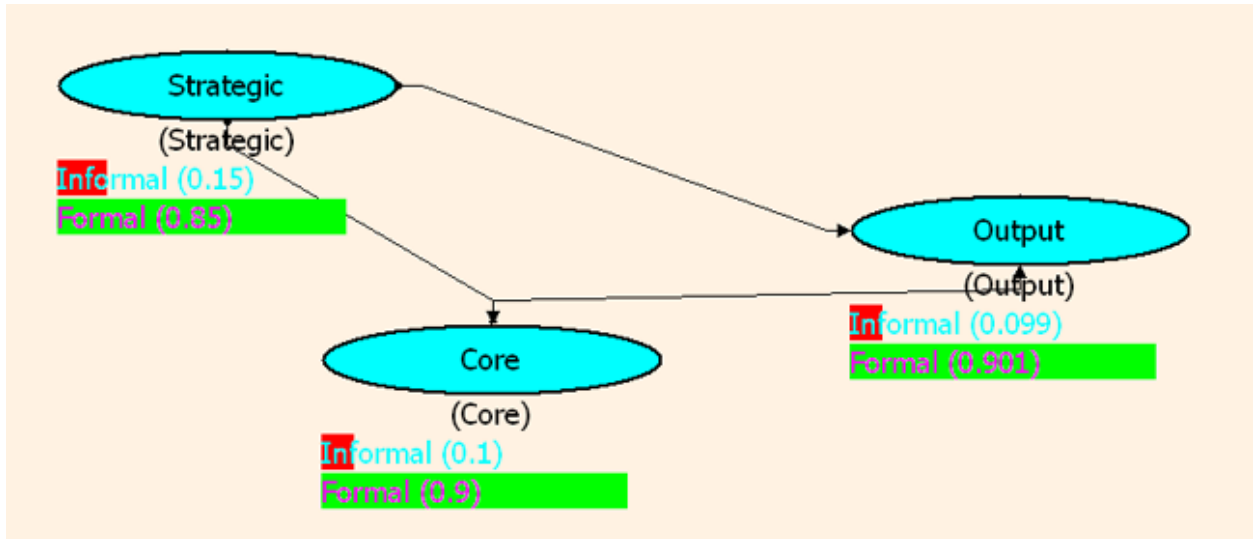 Strategic
(Strategic)
Informal (0.15)
Formal (0.85)
Output
(Output)
Informal (0.099)
Formal (0.901)
Core
(Core)
Informal (0.1)
Formal (0.9)